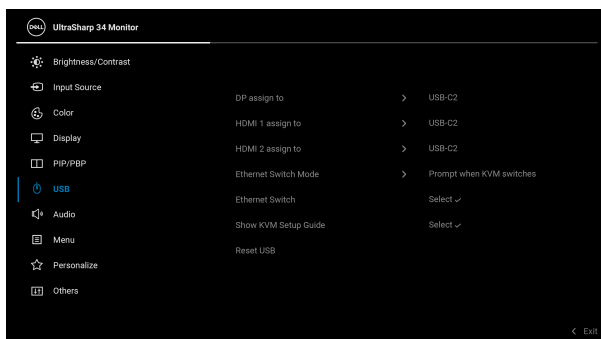 DELL UltraSharp 34 Monitor
Brightness/Contrast
Input Source
Color
Display
PIP/PBP
USB
Audio
Menu
Personalize
Others
DP assign to > USB-C2
HDMI 1 assign to > USB-C2
HDMI 2 assign to > USB-C2
Ethernet Switch Mode > Prompt when KVM switches
Ethernet Switch Select ✓
Show KVM Setup Guide Select ✓
Reset USB
< Exit